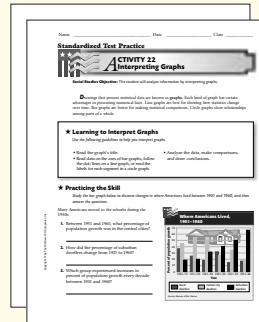 Name Date Class
Standardized Test Practice
ACTIVITY 22
Interpreting Graphs
Social Studies Objective: The student will analyze information by interpreting graphs.
Drawings that present statistical data are known as graphs. Each kind of graph has certain
advantages in presenting numerical facts. Line graphs are best for showing how statistics change
over time. Bar graphs are better for making statistical comparisons. Circle graphs show relationships
among parts of a whole.
★ Learning to Interpret Graphs
Use the following guidelines to help you interpret graphs.
• Read the graph's title.
• Read data on the axes of bar graphs, follow
the dot/lines on a line graph, or read the
labels for each segment in a circle graph.
• Analyze the data, make comparisons,
and draw conclusions.
★ Practicing the Skill
Study the bar graph below to discover changes in where Americans lived between 1901 and 1960, and then
answer the questions.
Many Americans moved to the suburbs during the
1950s.
1. Between 1951 and 1960, what percentage of
population growth was in the central cities?
2. How did the percentage of suburban
dwellers change from 1921 to 1960?
3. Which group experienced increases in
percent of population growth every decade
between 1901 and 1960?
Where Americans Lived,
1901–1960
Percent of population growth
Year